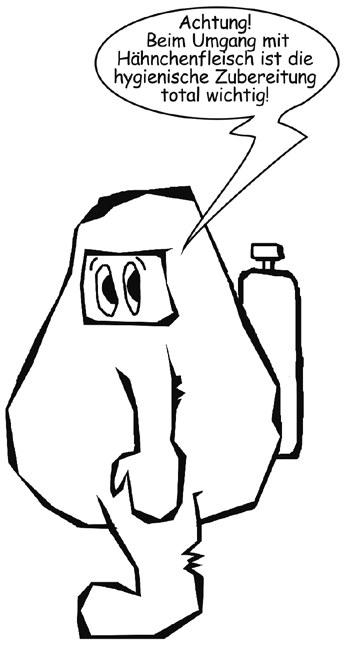 Achtung!
Beim Umgang mit
Hähnchenfleisch ist die
hygienische Zubereitung
total wichtig!